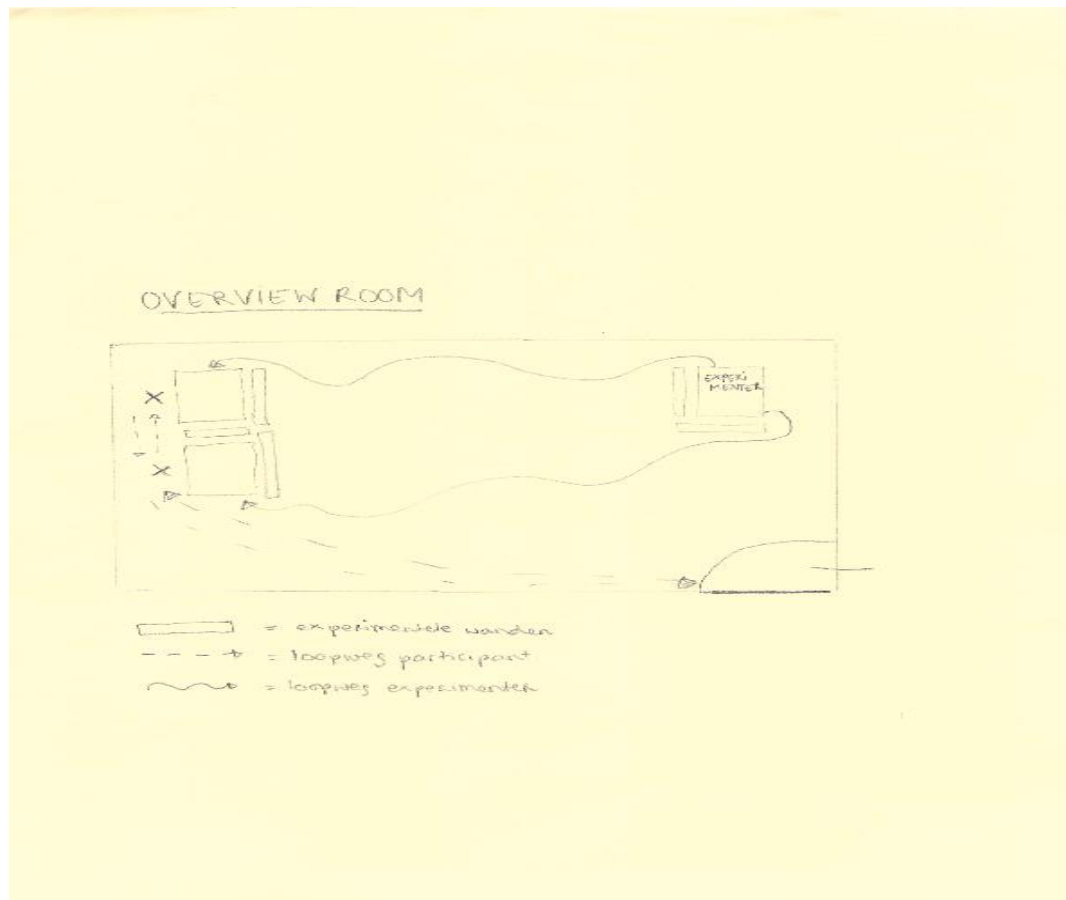 OVERVIEW ROOM
EXPERI
MENTER
= experimentele wanden
= loopweg participant
= loopweg experimenter